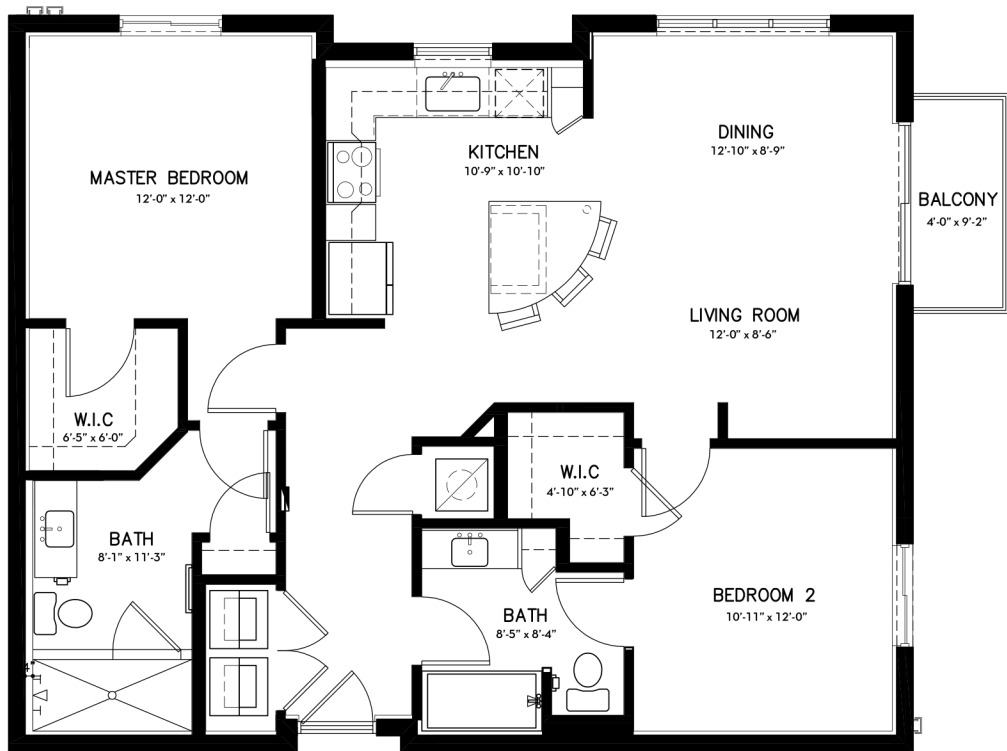 MASTER BEDROOM
12'-0" x 12'-0"
KITCHEN
10'-9" x 10'-10"
DINING
12'-10" x 8'-9"
BALCONY
4'-0" x 9'-2"
LIVING ROOM
12'-0" x 8'-6"
W.I.C
6'-5" x 6'-0"
W.I.C
4'-10" x 6'-3"
BATH
8'-1" x 11'-3"
BATH
8'-5" x 8'-4"
BEDROOM 2
10'-11" x 12'-0"